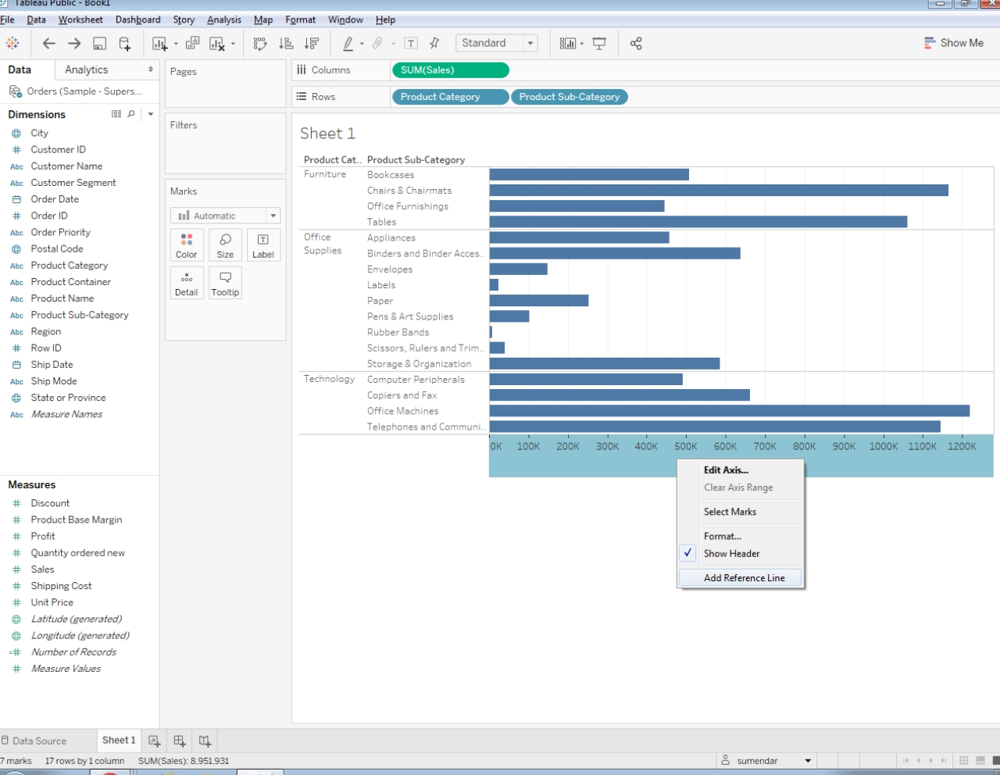 Tableau Public - Book1
File Data Worksheet Dashboard Story Analysis Map Format Window Help
Standard
Show Me
Data Analytics
Orders (Sample - Supers...
Dimensions
City
Customer ID
Customer Name
Customer Segment
Order Date
Order ID
Order Priority
Postal Code
Product Category
Product Container
Product Name
Product Sub-Category
Region
Row ID
Ship Date
Ship Mode
State or Province
Measure Names
Measures
Discount
Product Base Margin
Profit
Quantity ordered new
Sales
Shipping Cost
Unit Price
Latitude (generated)
Longitude (generated)
Number of Records
Measure Values
Pages
Filters
Marks
Automatic
Color Size Label
Detail Tooltip
Columns SUM(Sales)
Rows Product Category Product Sub-Category
Sheet 1
Product Cat.. Product Sub-Category
Furniture Bookcases
Chairs & Chairmats
Office Furnishings
Tables
Office Supplies Appliances
Binders and Binder Acces..
Envelopes
Labels
Paper
Pens & Art Supplies
Rubber Bands
Scissors, Rulers and Trim..
Storage & Organization
Technology Computer Peripherals
Copiers and Fax
Office Machines
Telephones and Communi..
0K 100K 200K 300K 400K 500K 600K 700K 800K 900K 1000K 1100K 1200K
Edit Axis...
Clear Axis Range
Select Marks
Format...
Show Header
Add Reference Line
Data Source Sheet 1
7 marks 17 rows by 1 column SUM(Sales): 8,951,931
sumendar